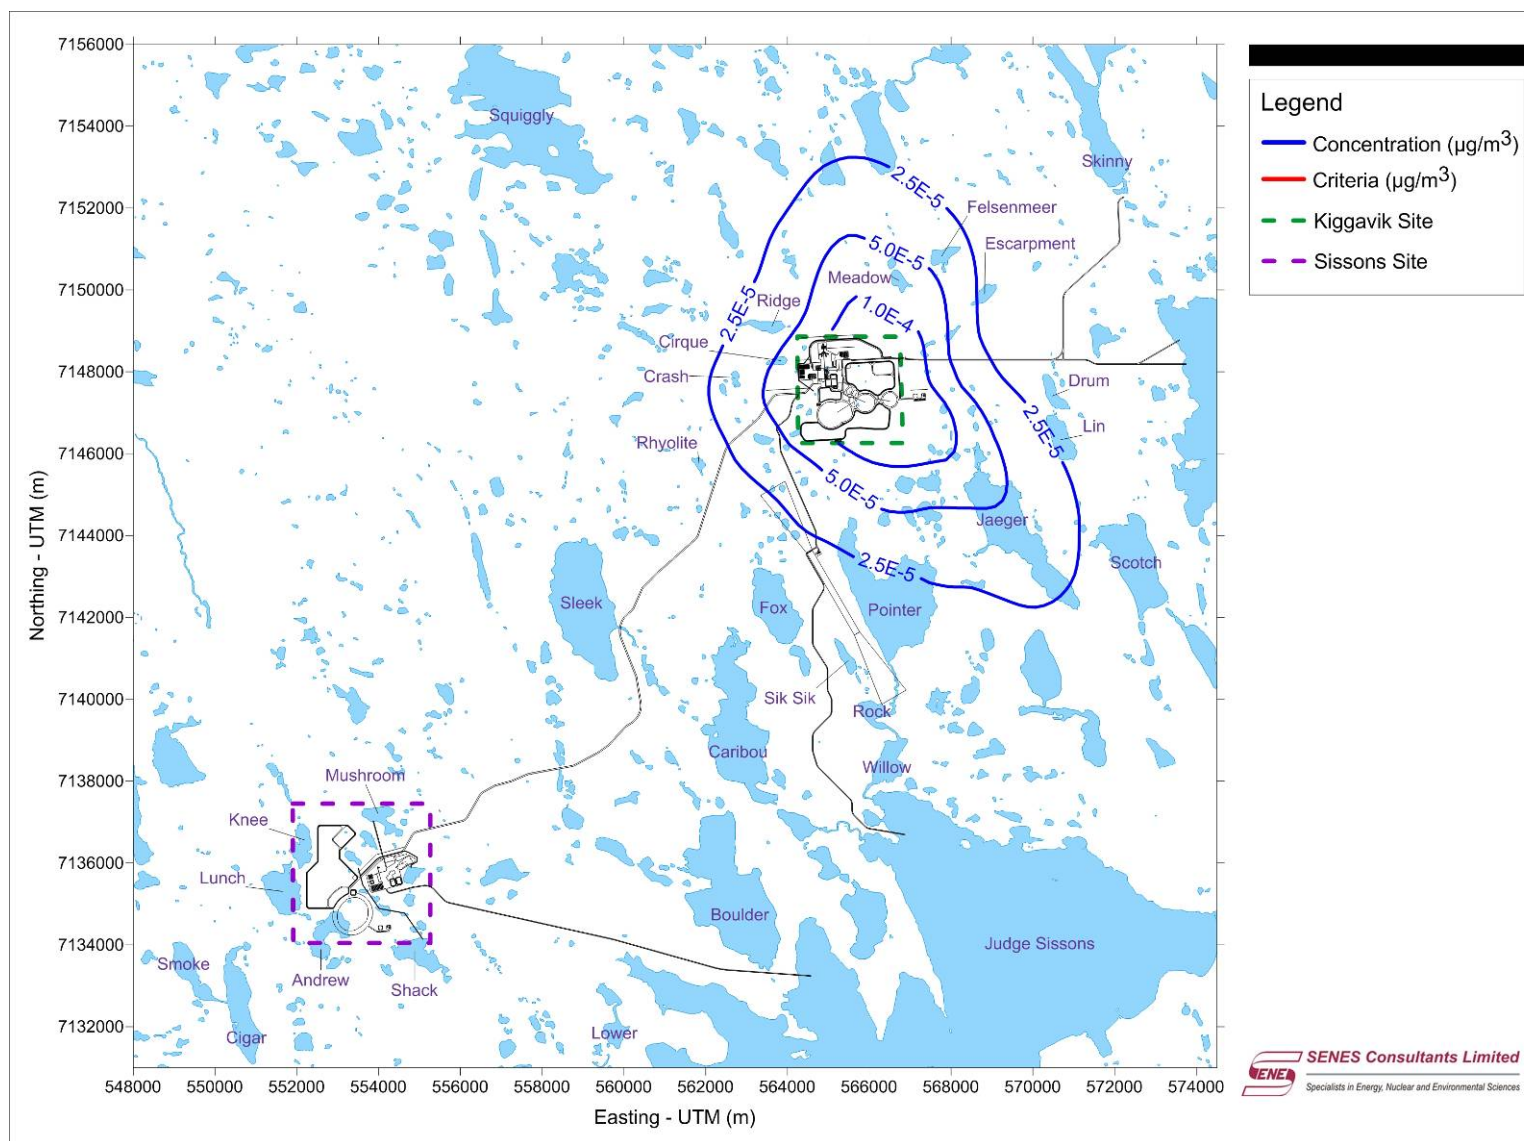 7156000
7154000
7152000
7150000
7148000
7146000
7144000
7142000
7140000
7138000
7136000
7134000
7132000
Northing - UTM (m)
548000 550000 552000 554000 556000 558000 560000 562000 564000 566000 568000 570000 572000 574000
Easting - UTM (m)
Squiggly
Skinny
2.5E-5
Felsenmeer
5.0E-5
Escarpment
Meadow
Ridge
1.0E-4
2.5E-5
Cirque
Crash
Drum
2.5E-5
Lin
Rhyolite
5.0E-5
Jaeger
2.5E-5
Scotch
Sleek
Fox
Pointer
Sik Sik
Rock
Caribou
Willow
Mushroom
Knee
Lunch
Boulder
Judge Sissons
Smoke
Andrew
Shack
Cigar
Lower
Legend
Concentration (µg/m³)
Criteria (µg/m³)
Kiggavik Site
Sissons Site
SENES
SENES Consultants Limited
Specialists in Energy, Nuclear and Environmental Sciences